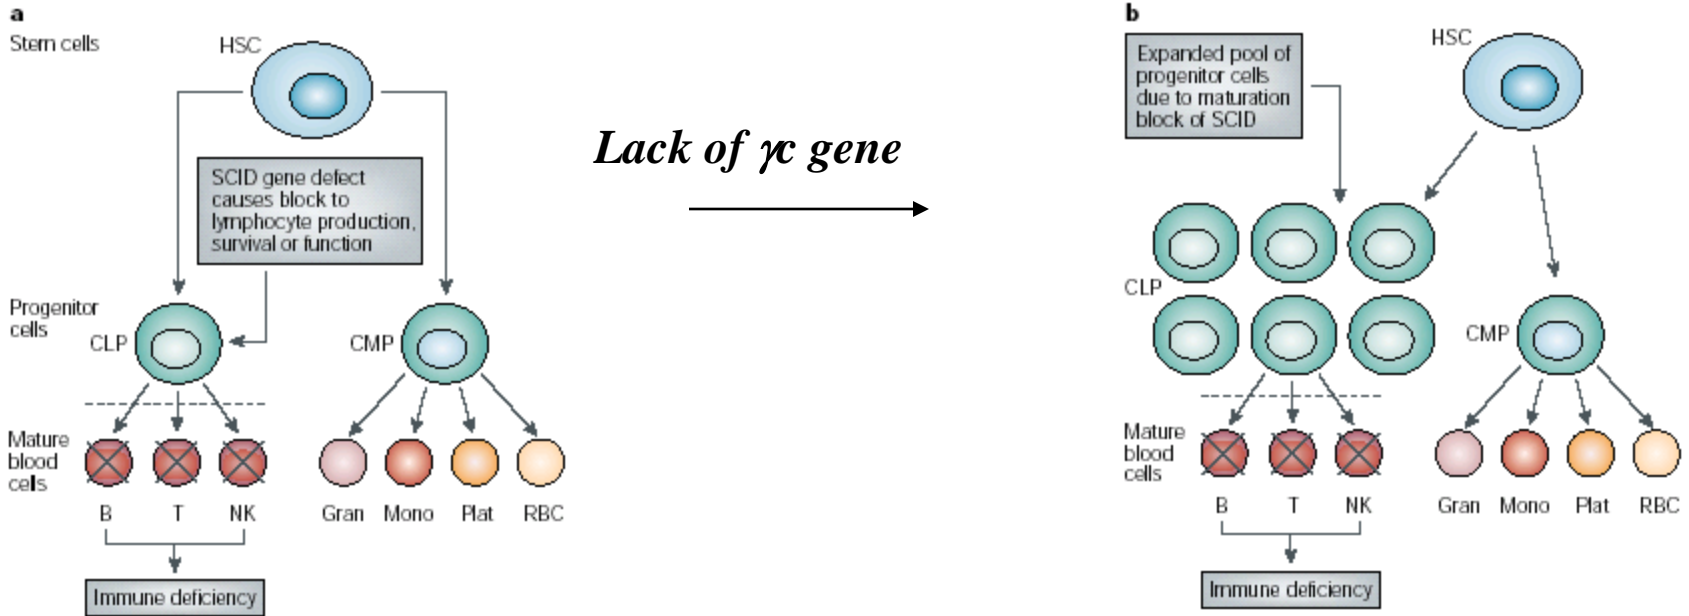 a
Stem cells
HSC
SCID gene defect
causes block to
lymphocyte production,
survival or function
Progenitor
cells
CLP
CMP
Mature
blood
cells
B T NK Gran Mono Plat RBC
Immune deficiency
Lack of γc gene
b
Expanded pool of
progenitor cells
due to maturation
block of SCID
HSC
CLP
CMP
Mature
blood
cells
B T NK Gran Mono Plat RBC
Immune deficiency